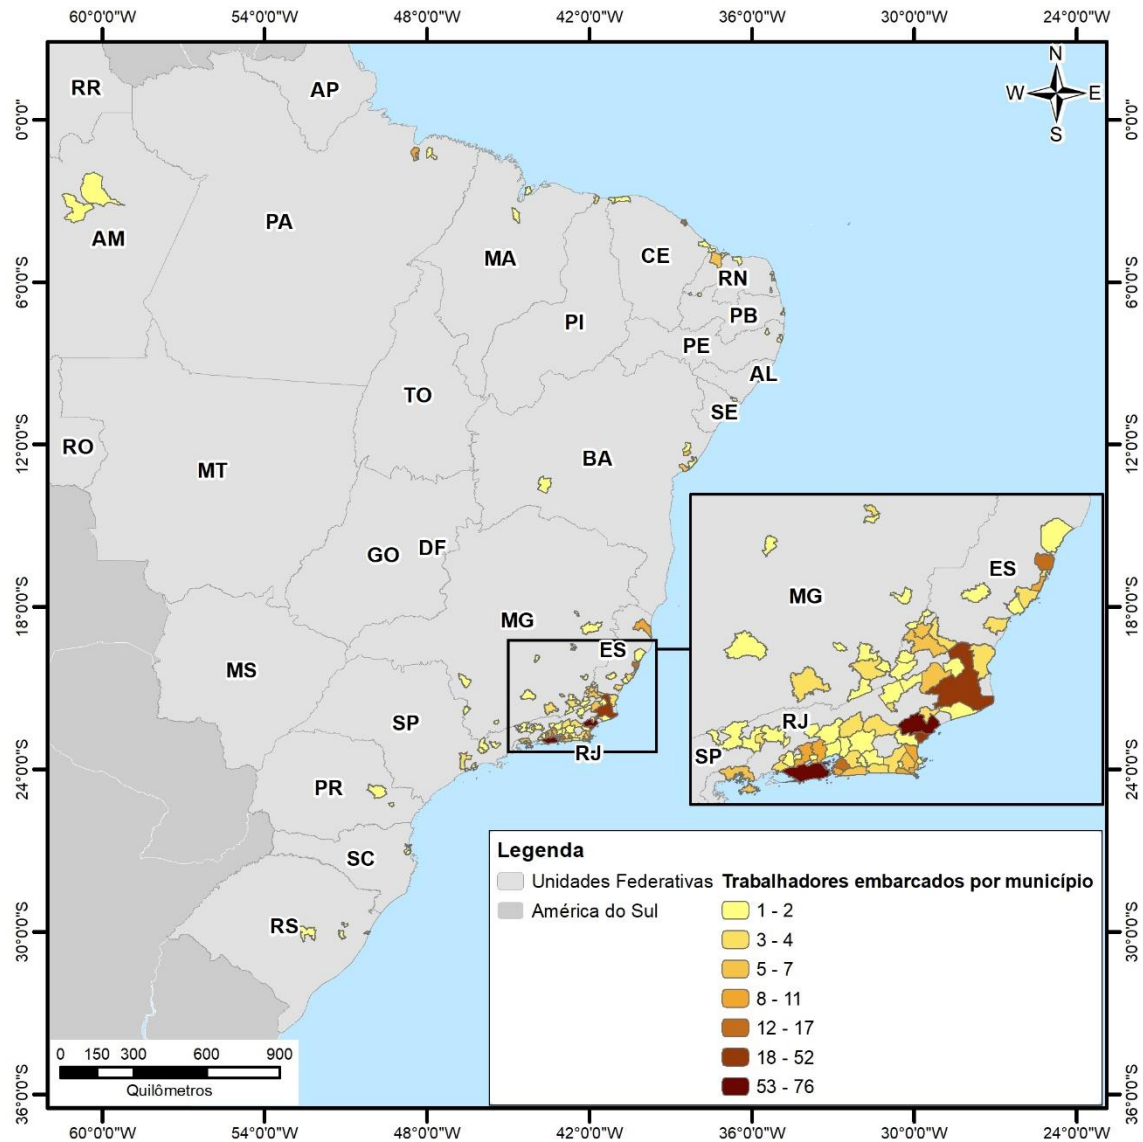 60°0'0"W 54°0'0"W 48°0'0"W 42°0'0"W 36°0'0"W 30°0'0"W 24°0'0"W
N
W E
S
0°0'0"
0°0'0"
6°0'0"S
6°0'0"S
12°0'0"S
12°0'0"S
18°0'0"S
18°0'0"S
24°0'0"S
24°0'0"S
30°0'0"S
30°0'0"S
36°0'0"S
36°0'0"S
RR
AP
AM
PA
MA
CE
RN
PI
PB
PE
AL
TO
SE
RO
MT
BA
GO
DF
MG
ES
MS
SP
RJ
PR
SC
RS
ES
MG
RJ
SP
Legenda
Unidades Federativas
América do Sul
Trabalhadores embarcados por município
1 - 2
3 - 4
5 - 7
8 - 11
12 - 17
18 - 52
53 - 76
0 150 300 600 900
Quilômetros
60°0'0"W 54°0'0"W 48°0'0"W 42°0'0"W 36°0'0"W 30°0'0"W 24°0'0"W